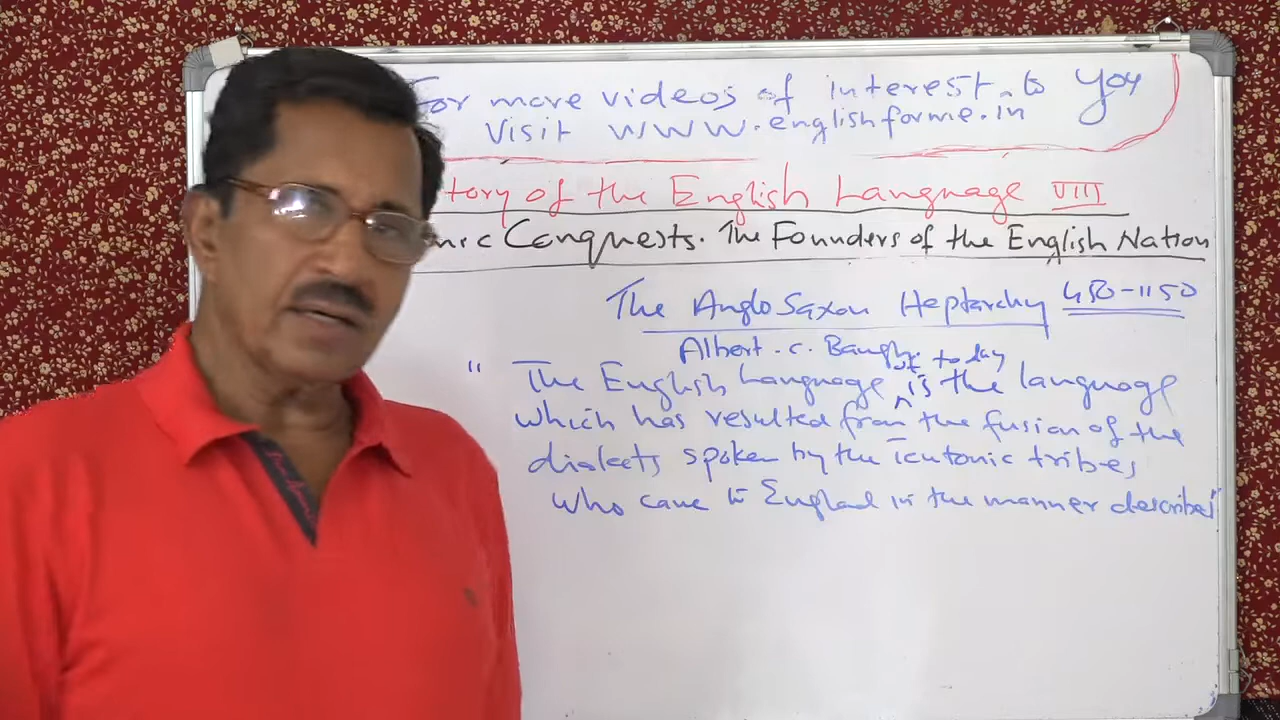 For more videos of interest to you
Visit www.englishforme.in
tory of the English Language VIII
nic Conquests. The Founders of the English Nation
The Anglo Saxon Heptarchy 450-1150
Albert. C. Baugh
of today
" The English Language is the language
which has resulted from the fusion of the
dialects spoken by the Teutonic tribes
who came to England in the manner described"